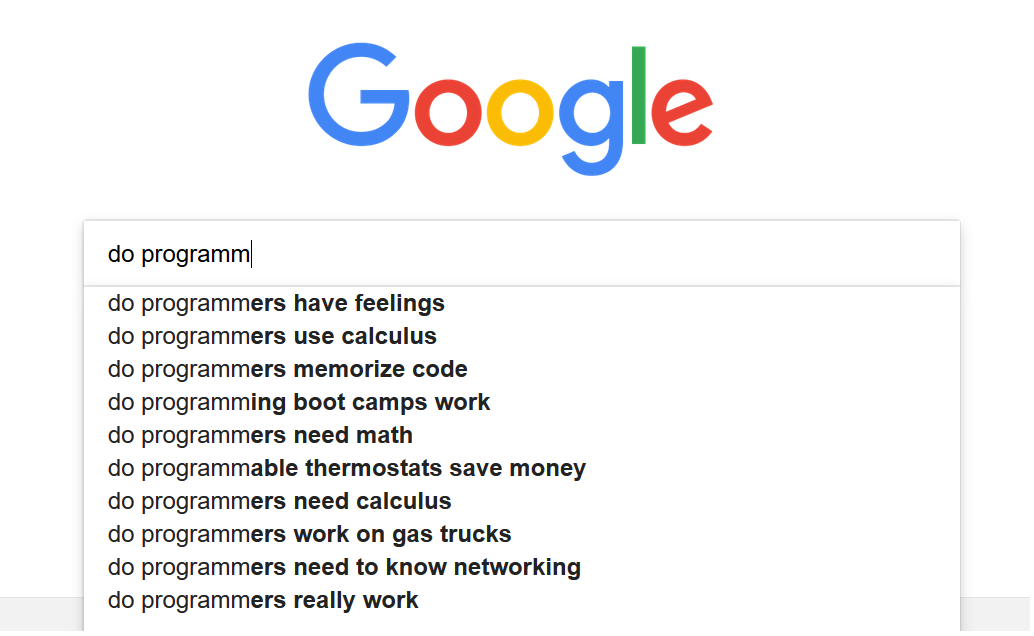 Google
do programm
do programmers have feelings
do programmers use calculus
do programmers memorize code
do programming boot camps work
do programmers need math
do programmable thermostats save money
do programmers need calculus
do programmers work on gas trucks
do programmers need to know networking
do programmers really work